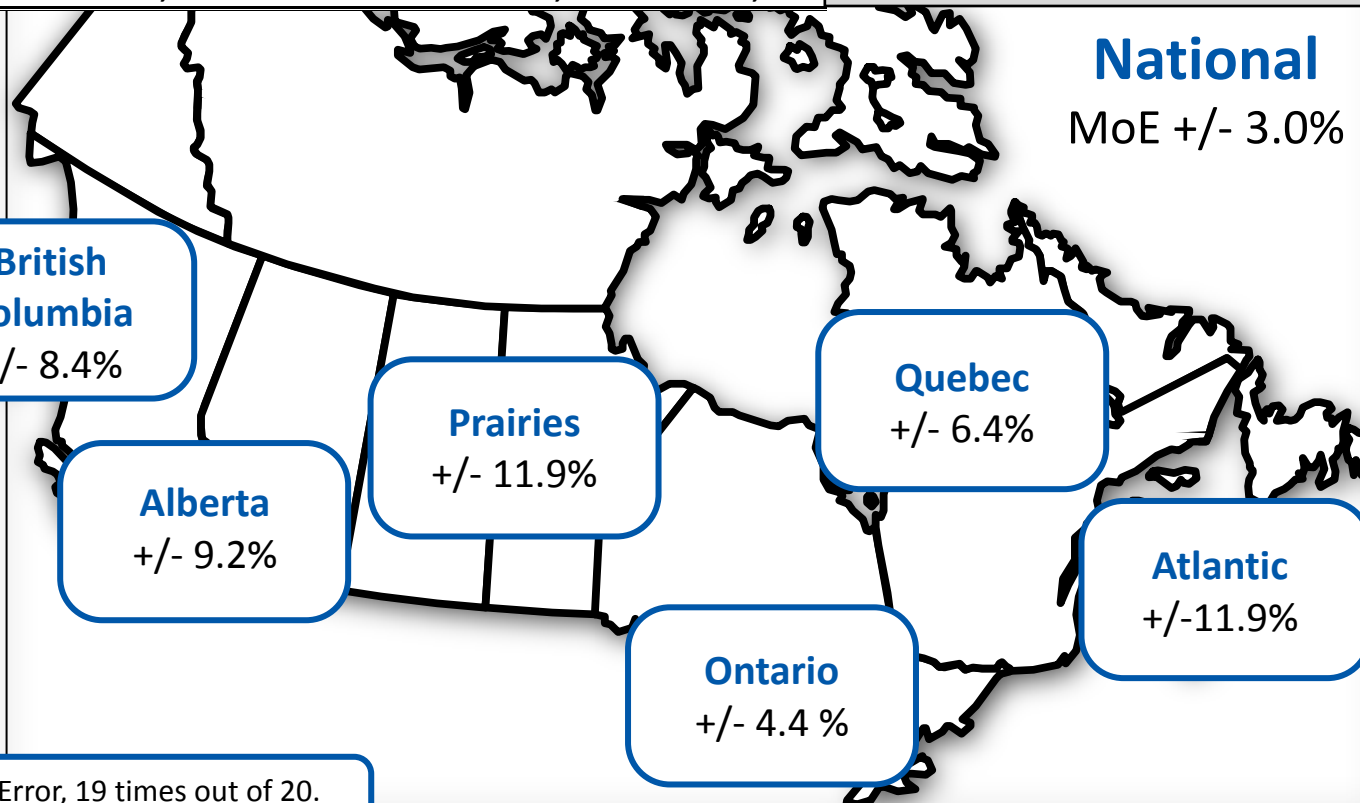 National
MoE +/- 3.0%
British
olumbia
/- 8.4%
Quebec
+/- 6.4%
Prairies
+/- 11.9%
Alberta
+/- 9.2%
Atlantic
+/-11.9%
Ontario
+/- 4.4 %
Error, 19 times out of 20.